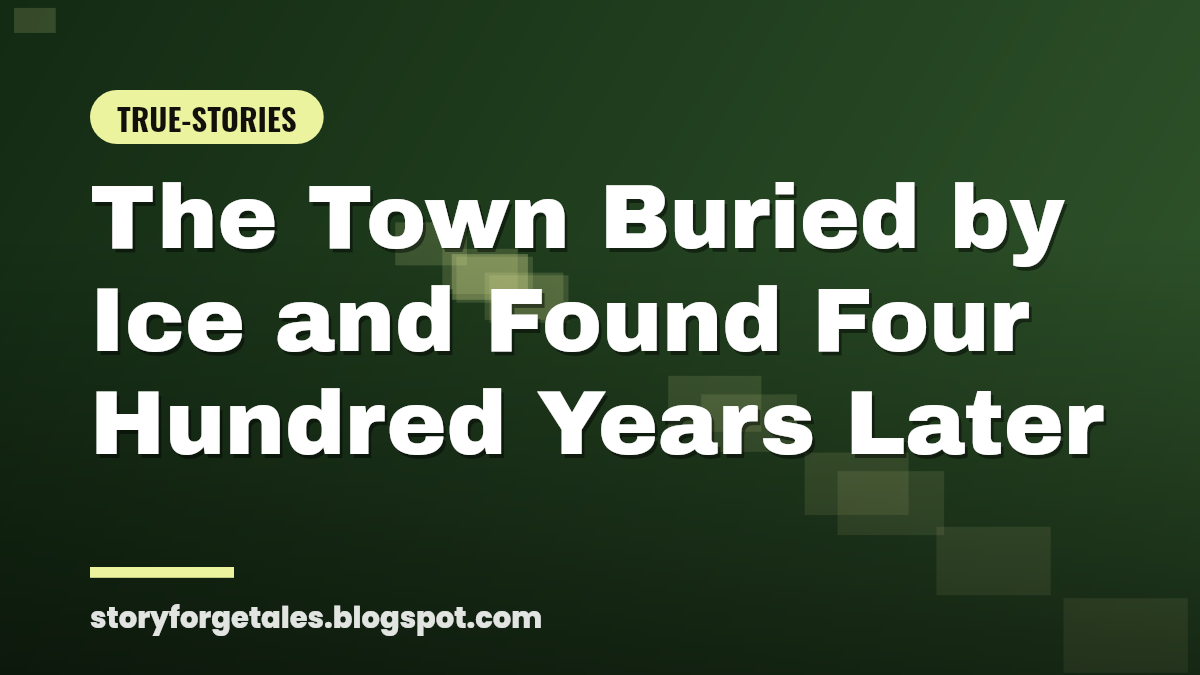 TRUE-STORIES
The Town Buried by
Ice and Found Four
Hundred Years Later
storyforgetales.blogspot.com